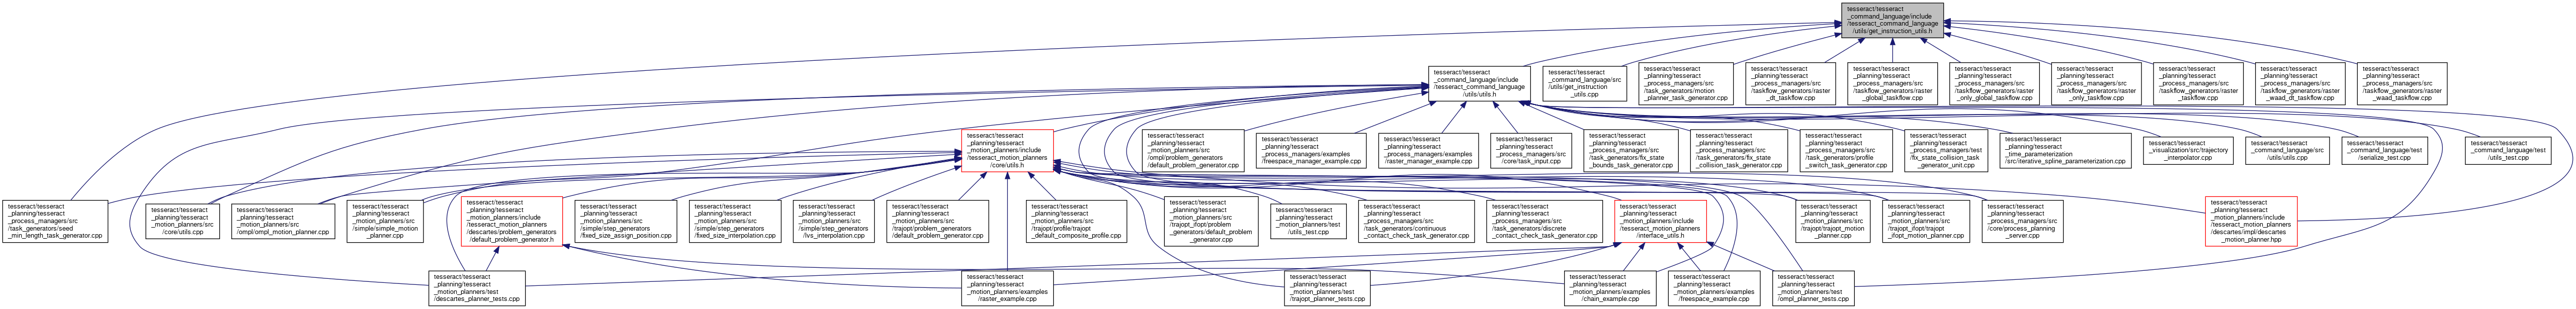 tesseract/tesseract
_command_language/include
/tesseract_command_language
/utils/get_instruction_utils.h
tesseract/tesseract
_command_language/include
/tesseract_command_language
/utils/utils.h
tesseract/tesseract
_command_language/src
/utils/get_instruction
_utils.cpp
tesseract/tesseract
_planning/tesseract
_process_managers/src
/task_generators/motion
_planner_task_generator.cpp
tesseract/tesseract
_planning/tesseract
_process_managers/src
/taskflow_generators/raster
_dt_taskflow.cpp
tesseract/tesseract
_planning/tesseract
_process_managers/src
/taskflow_generators/raster
_global_taskflow.cpp
tesseract/tesseract
_planning/tesseract
_process_managers/src
/taskflow_generators/raster
_only_global_taskflow.cpp
tesseract/tesseract
_planning/tesseract
_process_managers/src
/taskflow_generators/raster
_only_taskflow.cpp
tesseract/tesseract
_planning/tesseract
_process_managers/src
/taskflow_generators/raster
_taskflow.cpp
tesseract/tesseract
_planning/tesseract
_process_managers/src
/taskflow_generators/raster
_waad_dt_taskflow.cpp
tesseract/tesseract
_planning/tesseract
_process_managers/src
/taskflow_generators/raster
_waad_taskflow.cpp
tesseract/tesseract
_planning/tesseract
_motion_planners/include
/tesseract_motion_planners
/core/utils.h
tesseract/tesseract
_planning/tesseract
_motion_planners/src
/ompl/problem_generators
/default_problem_generator.cpp
tesseract/tesseract
_planning/tesseract
_process_managers/examples
/freespace_manager_example.cpp
tesseract/tesseract
_planning/tesseract
_process_managers/examples
/raster_manager_example.cpp
tesseract/tesseract
_planning/tesseract
_process_managers/src
/core/task_input.cpp
tesseract/tesseract
_planning/tesseract
_process_managers/src
/task_generators/fix_state
_bounds_task_generator.cpp
tesseract/tesseract
_planning/tesseract
_process_managers/src
/task_generators/fix_state
_collision_task_generator.cpp
tesseract/tesseract
_planning/tesseract
_process_managers/src
/task_generators/profile
_switch_task_generator.cpp
tesseract/tesseract
_planning/tesseract
_process_managers/test
/fix_state_collision_task
_generator_unit.cpp
tesseract/tesseract
_planning/tesseract
_time_parameterization
/src/iterative_spline_parameterization.cpp
tesseract/tesseract
_visualization/src/trajectory
_interpolator.cpp
tesseract/tesseract
_command_language/src
/utils/utils.cpp
tesseract/tesseract
_command_language/test
/serialize_test.cpp
tesseract/tesseract
_command_language/test
/utils_test.cpp
tesseract/tesseract
_planning/tesseract
_process_managers/src
/task_generators/seed
_min_length_task_generator.cpp
tesseract/tesseract
_planning/tesseract
_motion_planners/src
/core/utils.cpp
tesseract/tesseract
_planning/tesseract
_motion_planners/src
/ompl/ompl_motion_planner.cpp
tesseract/tesseract
_planning/tesseract
_motion_planners/src
/simple/simple_motion
_planner.cpp
tesseract/tesseract
_planning/tesseract
_motion_planners/include
/tesseract_motion_planners
/descartes/problem_generators
/default_problem_generator.h
tesseract/tesseract
_planning/tesseract
_motion_planners/src
/simple/step_generators
/fixed_size_assign_position.cpp
tesseract/tesseract
_planning/tesseract
_motion_planners/src
/simple/step_generators
/fixed_size_interpolation.cpp
tesseract/tesseract
_planning/tesseract
_motion_planners/src
/simple/step_generators
/lvs_interpolation.cpp
tesseract/tesseract
_planning/tesseract
_motion_planners/src
/trajopt/problem_generators
/default_problem_generator.cpp
tesseract/tesseract
_planning/tesseract
_motion_planners/src
/trajopt/profile/trajopt
_default_composite_profile.cpp
tesseract/tesseract
_planning/tesseract
_motion_planners/src
/trajopt_ifopt/problem
_generators/default_problem
_generator.cpp
tesseract/tesseract
_planning/tesseract
_motion_planners/test
/utils_test.cpp
tesseract/tesseract
_planning/tesseract
_process_managers/src
/task_generators/continuous
_contact_check_task_generator.cpp
tesseract/tesseract
_planning/tesseract
_process_managers/src
/task_generators/discrete
_contact_check_task_generator.cpp
tesseract/tesseract
_planning/tesseract
_motion_planners/include
/tesseract_motion_planners
/interface_utils.h
tesseract/tesseract
_planning/tesseract
_motion_planners/src
/trajopt/trajopt_motion
_planner.cpp
tesseract/tesseract
_planning/tesseract
_motion_planners/src
/trajopt_ifopt/trajopt
_ifopt_motion_planner.cpp
tesseract/tesseract
_planning/tesseract
_process_managers/src
/core/process_planning
_server.cpp
tesseract/tesseract
_planning/tesseract
_motion_planners/include
/tesseract_motion_planners
/descartes/impl/descartes
_motion_planner.hpp
tesseract/tesseract
_planning/tesseract
_motion_planners/test
/descartes_planner_tests.cpp
tesseract/tesseract
_planning/tesseract
_motion_planners/examples
/raster_example.cpp
tesseract/tesseract
_planning/tesseract
_motion_planners/test
/trajopt_planner_tests.cpp
tesseract/tesseract
_planning/tesseract
_motion_planners/examples
/chain_example.cpp
tesseract/tesseract
_planning/tesseract
_motion_planners/examples
/freespace_example.cpp
tesseract/tesseract
_planning/tesseract
_motion_planners/test
/ompl_planner_tests.cpp